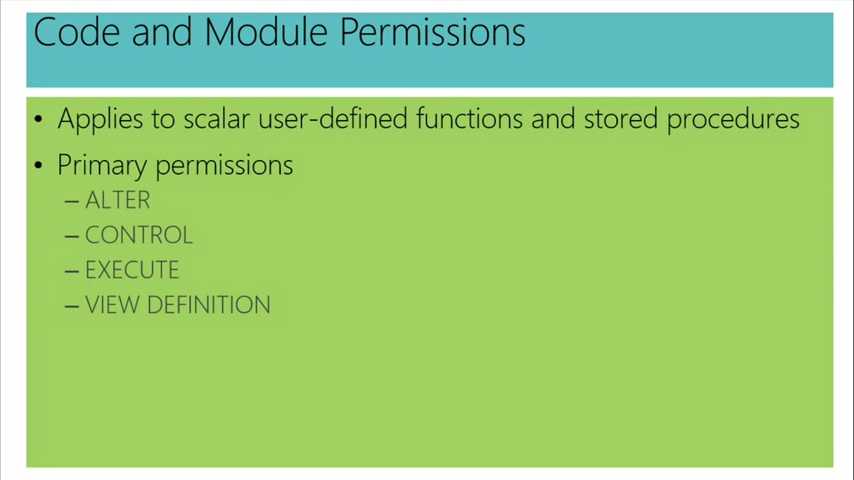 Code and Module Permissions
• Applies to scalar user-defined functions and stored procedures
• Primary permissions
– ALTER
– CONTROL
– EXECUTE
– VIEW DEFINITION